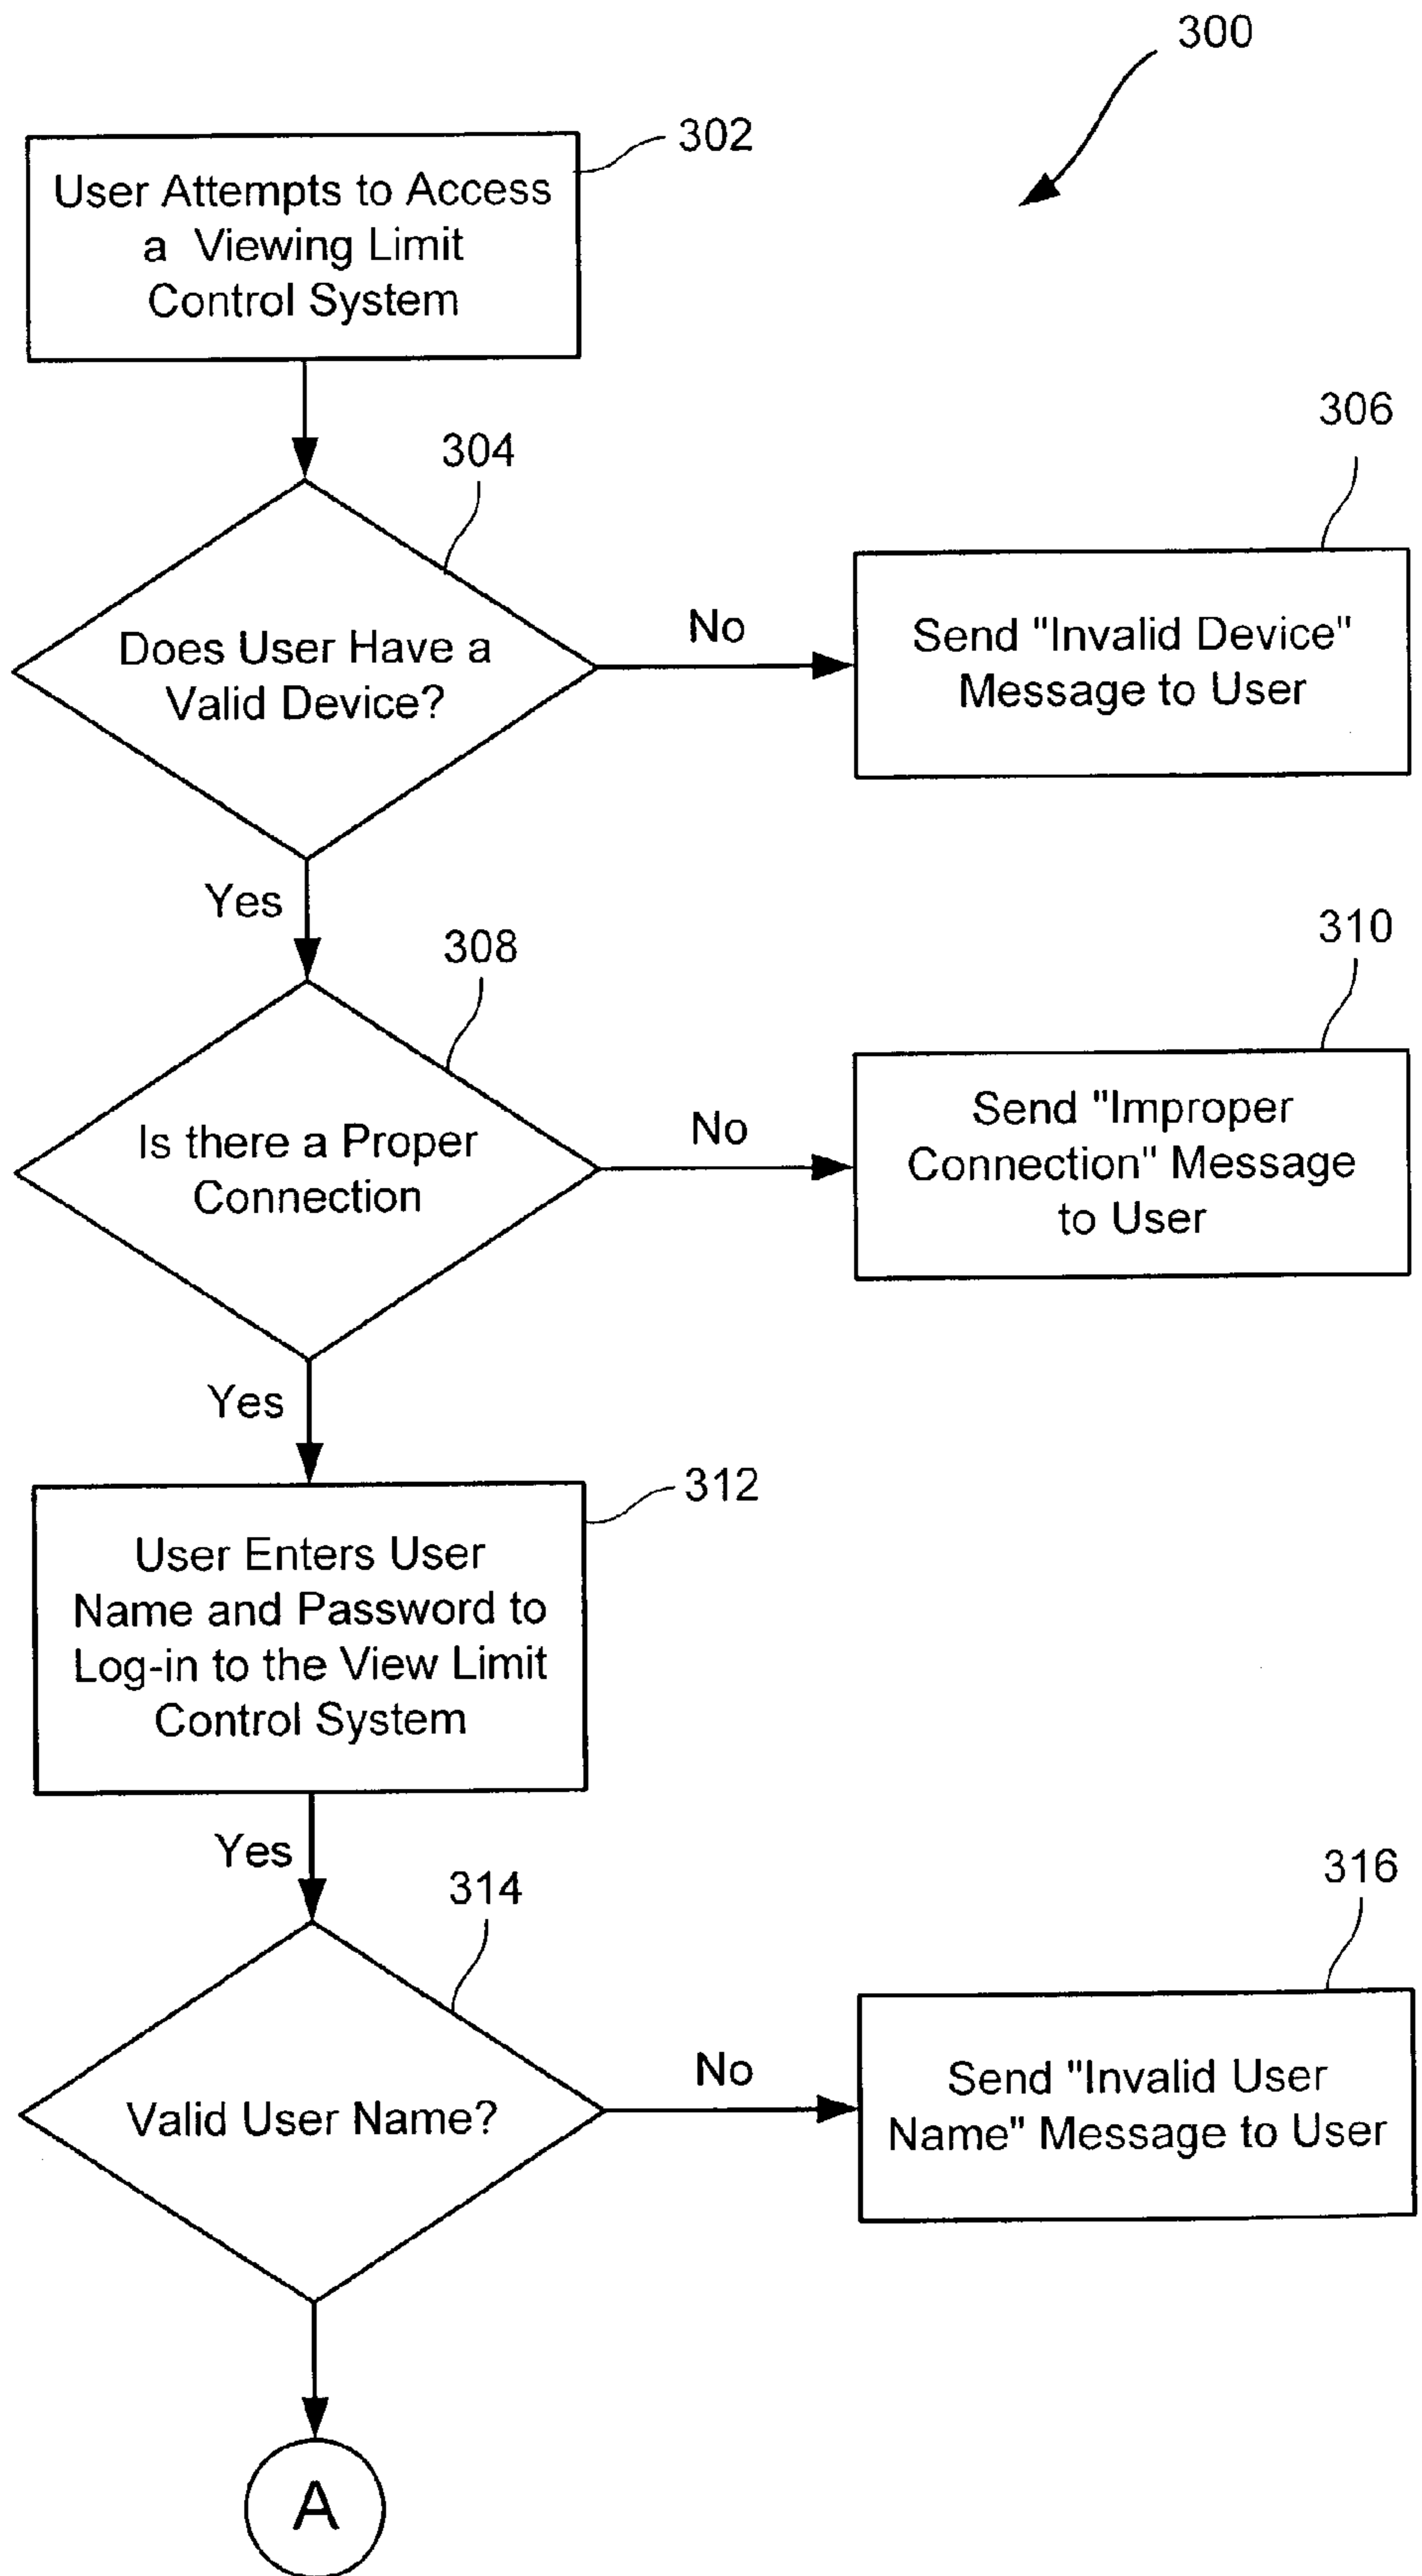 300
302
User Attempts to Access
a Viewing Limit
Control System
304
Does User Have a
Valid Device?
No
306
Send "Invalid Device"
Message to User
Yes
308
Is there a Proper
Connection
No
310
Send "Improper
Connection" Message
to User
Yes
312
User Enters User
Name and Password to
Log-in to the View Limit
Control System
Yes
314
Valid User Name?
No
316
Send "Invalid User
Name" Message to User
A